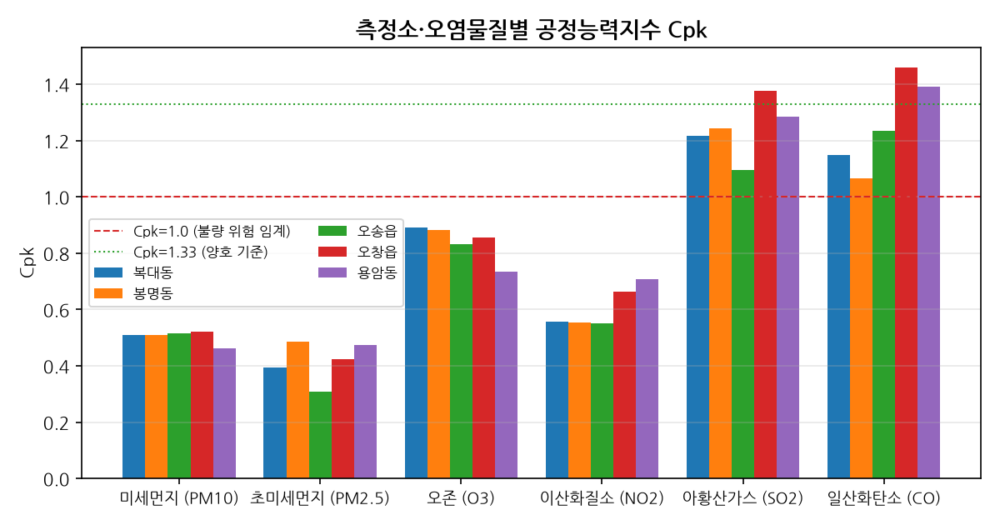 측정소·오염물질별 공정능력지수 Cpk
Cpk
1.4
1.2
1.0
0.8
0.6
0.4
0.2
0.0
Cpk=1.0 (불량 위험 임계)
Cpk=1.33 (양호 기준)
복대동
봉명동
오송읍
오창읍
용암동
미세먼지 (PM10) 초미세먼지 (PM2.5) 오존 (O3) 이산화질소 (NO2) 아황산가스 (SO2) 일산화탄소 (CO)